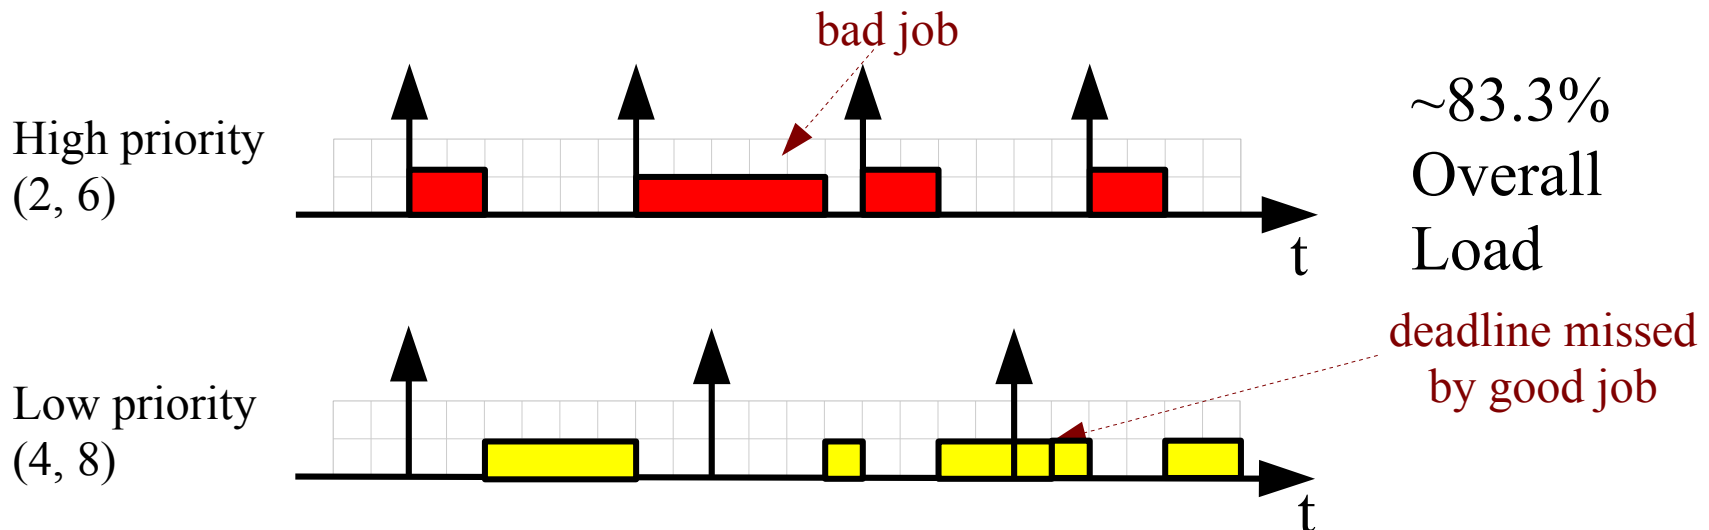 bad job
High priority
(2, 6)
t
~83.3%
Overall
Load
deadline missed
by good job
Low priority
(4, 8)
t